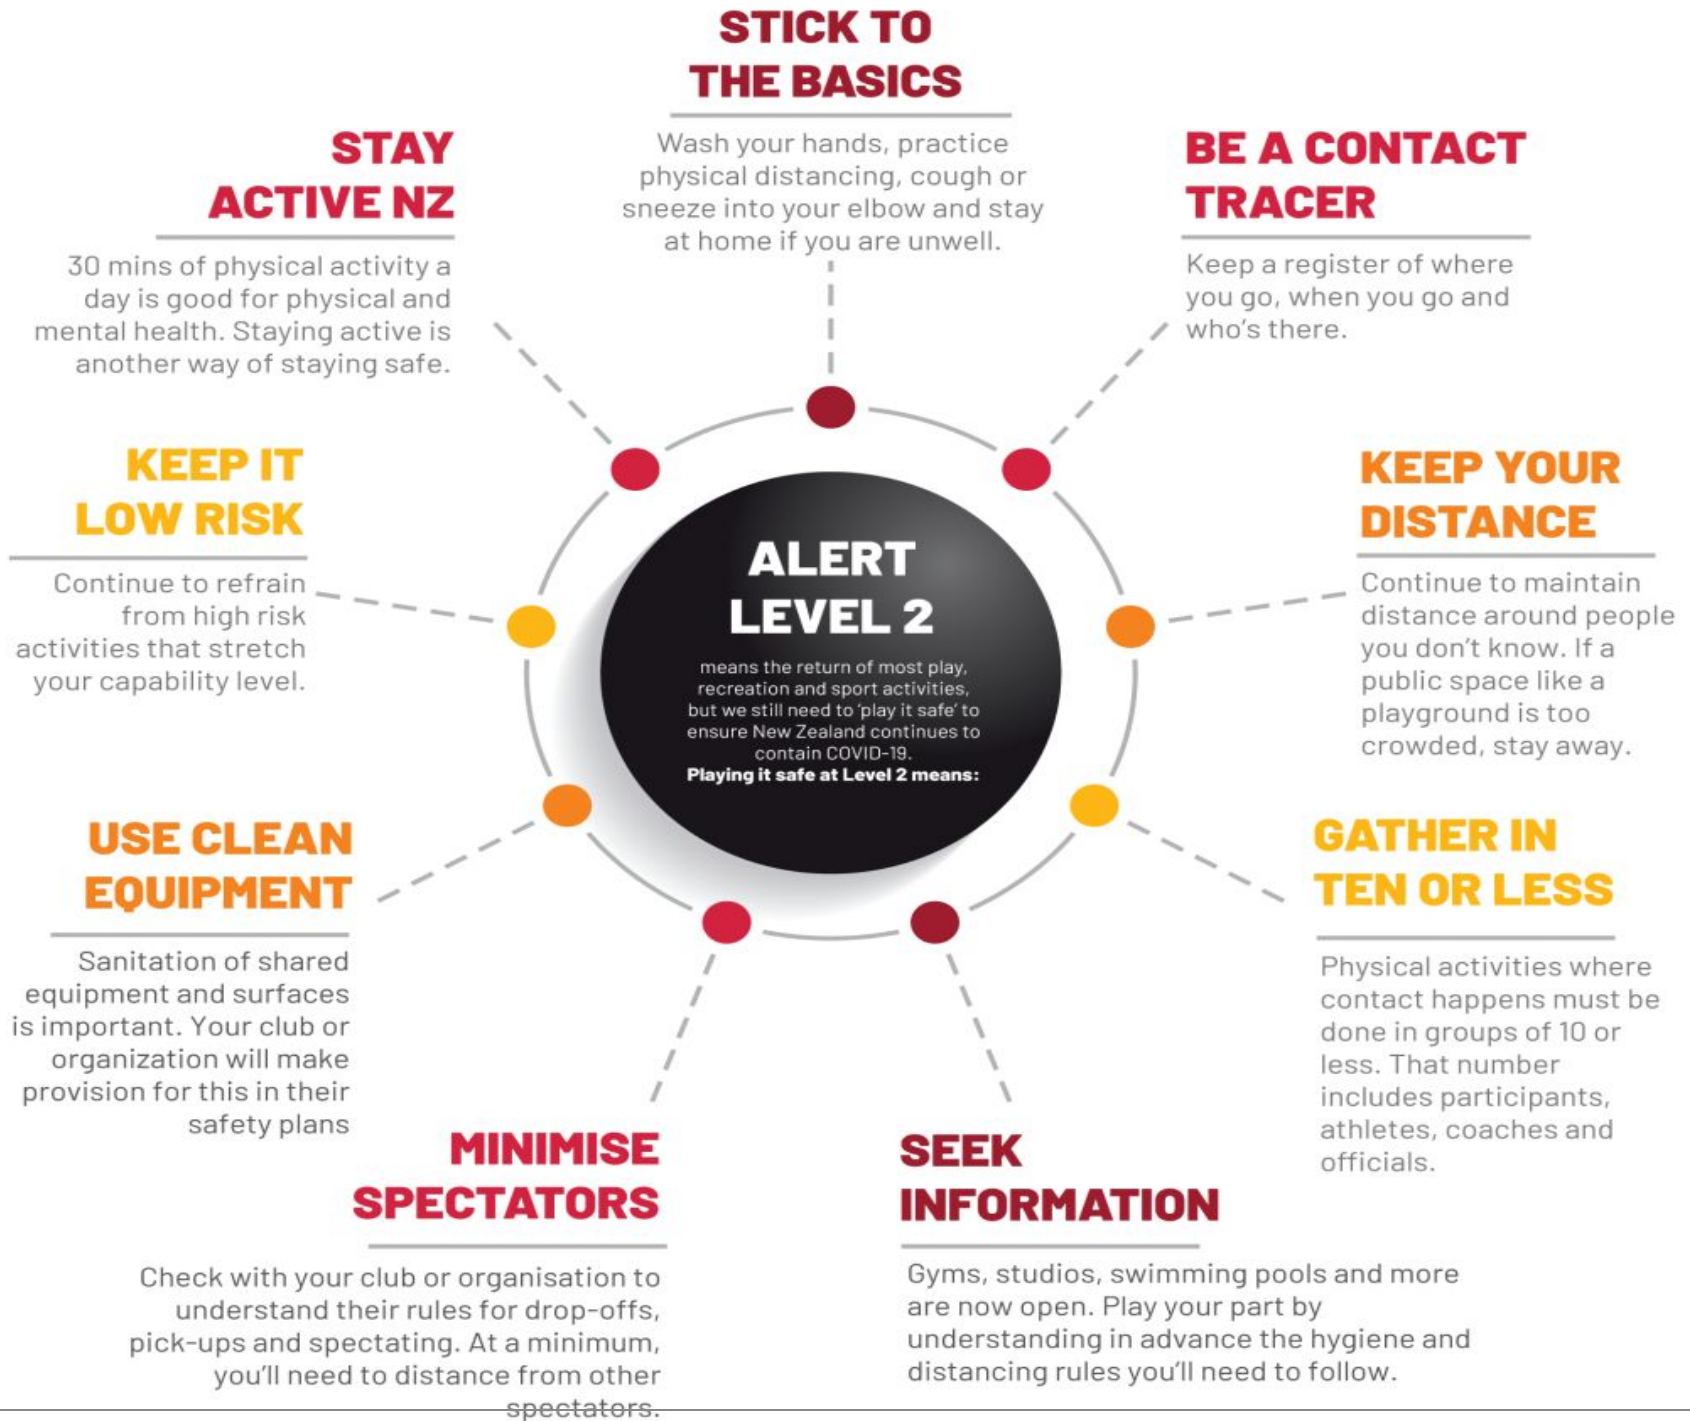 STICK TO
THE BASICS
Wash your hands, practice
physical distancing, cough or
sneeze into your elbow and stay
at home if you are unwell.
BE A CONTACT
TRACER
Keep a register of where
you go, when you go and
who's there.
KEEP YOUR
DISTANCE
Continue to maintain
distance around people
you don't know. If a
public space like a
playground is too
crowded, stay away.
GATHER IN
TEN OR LESS
Physical activities where
contact happens must be
done in groups of 10 or
less. That number
includes participants,
athletes, coaches and
officials.
SEEK
INFORMATION
Gyms, studios, swimming pools and more
are now open. Play your part by
understanding in advance the hygiene and
distancing rules you'll need to follow.
MINIMISE
SPECTATORS
Check with your club or organisation to
understand their rules for drop-offs,
pick-ups and spectating. At a minimum,
you'll need to distance from other
spectators.
USE CLEAN
EQUIPMENT
Sanitation of shared
equipment and surfaces
is important. Your club or
organization will make
provision for this in their
safety plans
KEEP IT
LOW RISK
Continue to refrain
from high risk
activities that stretch
your capability level.
STAY
ACTIVE NZ
30 mins of physical activity a
day is good for physical and
mental health. Staying active is
another way of staying safe.
ALERT
LEVEL 2
means the return of most play,
recreation and sport activities,
but we still need to 'play it safe' to
ensure New Zealand continues to
contain COVID-19.
Playing it safe at Level 2 means: